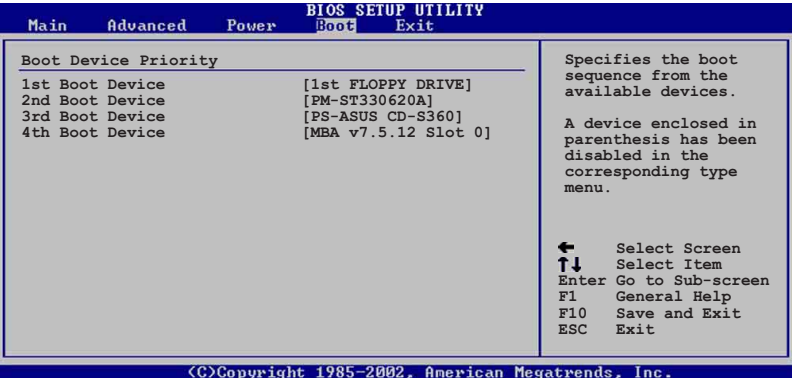 BIOS SETUP UTILITY
Main Advanced Power Boot Exit
Boot Device Priority
1st Boot Device [1st FLOPPY DRIVE]
2nd Boot Device [PM-ST330620A]
3rd Boot Device [PS-ASUS CD-S360]
4th Boot Device [MBA v7.5.12 Slot 0]
Specifies the boot
sequence from the
available devices.
A device enclosed in
parenthesis has been
disabled in the
corresponding type
menu.
← Select Screen
↑↓ Select Item
Enter Go to Sub-screen
F1 General Help
F10 Save and Exit
ESC Exit
(C)Copyright 1985-2002, American Megatrends, Inc.